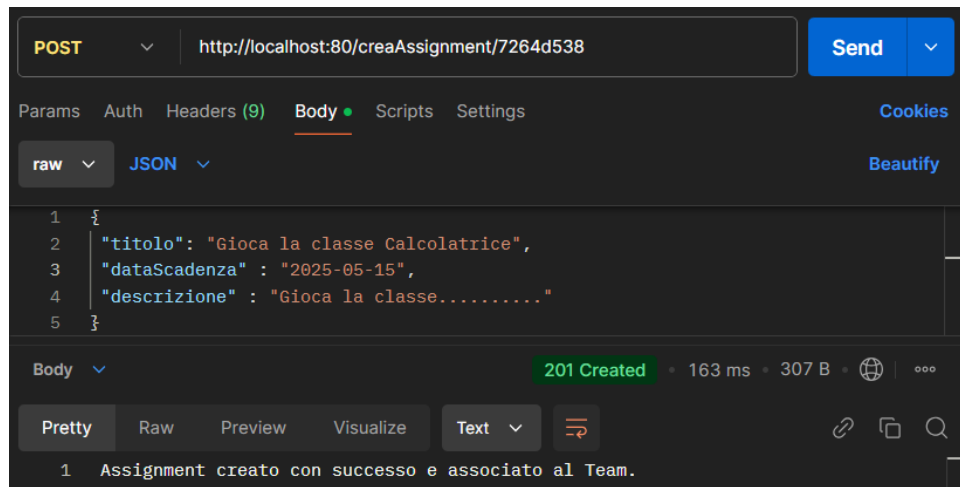 POST http://localhost:80/creaAssignment/7264d538 Send
Params Auth Headers (9) Body Scripts Settings Cookies
raw JSON Beautify
1 {
2 "titolo": "Gioca la classe Calcolatrice",
3 "dataScadenza" : "2025-05-15",
4 "descrizione" : "Gioca la classe.........."
5 }
Body 201 Created • 163 ms • 307 B
Pretty Raw Preview Visualize Text
1 Assignment creato con successo e associato al Team.